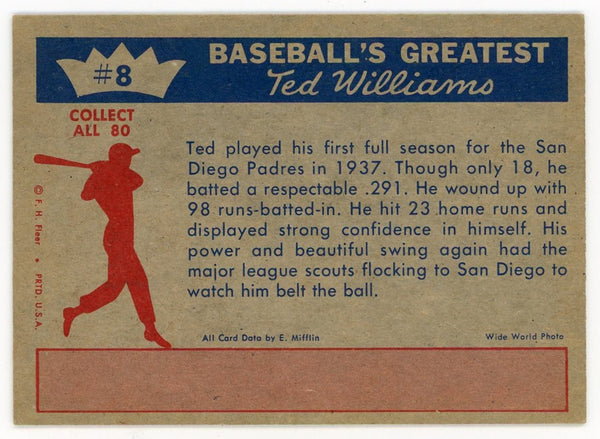 #8
BASEBALL'S GREATEST
Ted Williams
COLLECT
ALL 80
Ted played his first full season for the San
Diego Padres in 1937. Though only 18, he
batted a respectable .291. He wound up with
98 runs-batted-in. He hit 23 home runs and
displayed strong confidence in himself. His
power and beautiful swing again had the
major league scouts flocking to San Diego to
watch him belt the ball.
© F. H. Fleer • PRTD. U.S.A.
All Card Data by E. Mifflin
Wide World Photo